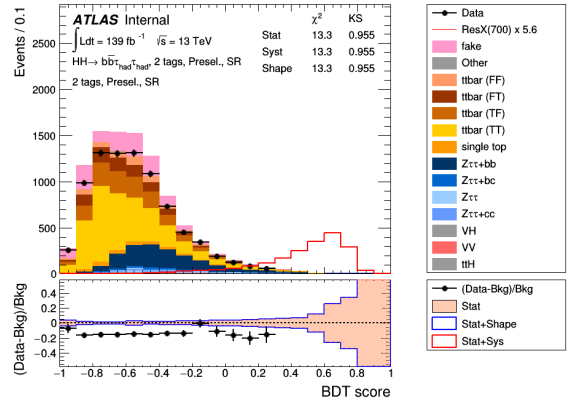 ATLAS Internal
∫Ldt = 139 fb⁻¹ √s = 13 TeV
HH→ bb̅τhadτhad, 2 tags, Presel., SR
2 tags, Presel., SR
χ² KS
Stat 13.3 0.955
Syst 13.3 0.955
Shape 13.3 0.955
Events / 0.1
2500
2000
1500
1000
500
0
(Data-Bkg)/Bkg
0.4
0.2
0
−0.2
−0.4
−1 −0.8 −0.6 −0.4 −0.2 0 0.2 0.4 0.6 0.8 1
BDT score
Data
ResX(700) x 5.6
fake
Other
ttbar (FF)
ttbar (FT)
ttbar (TF)
ttbar (TT)
single top
Zττ+bb
Zττ+bc
Zττ
Zττ+cc
VH
VV
ttH
(Data-Bkg)/Bkg
Stat
Stat+Shape
Stat+Sys